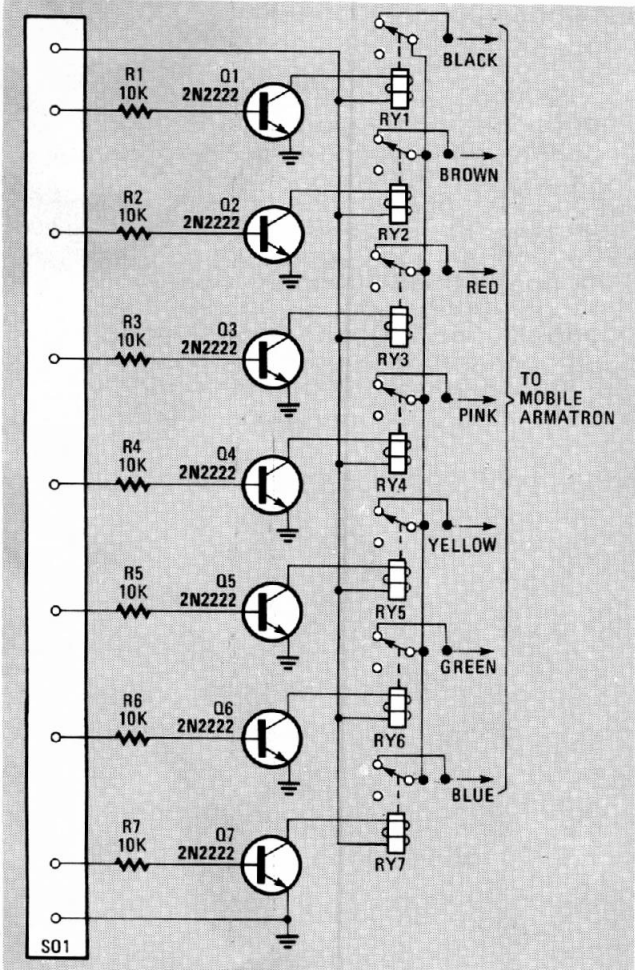 BLACK
R1
10K
Q1
2N2222
RY1
BROWN
R2
10K
Q2
2N2222
RY2
RED
R3
10K
Q3
2N2222
RY3
TO
MOBILE
ARMATRON
PINK
R4
10K
Q4
2N2222
RY4
YELLOW
R5
10K
Q5
2N2222
RY5
GREEN
R6
10K
Q6
2N2222
RY6
BLUE
R7
10K
Q7
2N2222
RY7
SO1